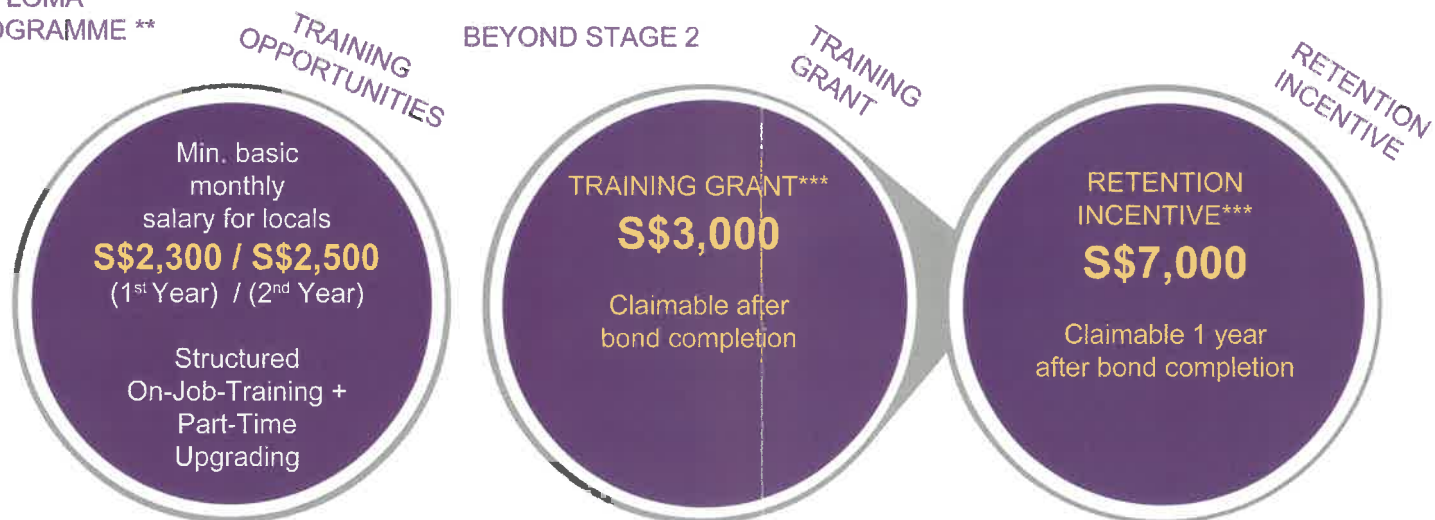 OGRAMME **
TRAINING
OPPORTUNITIES
Min. basic
monthly
salary for locals
S$2,300 / S$2,500
(1st Year) / (2nd Year)
Structured
On-Job-Training +
Part-Time
Upgrading
BEYOND STAGE 2
TRAINING
GRANT
TRAINING GRANT***
S$3,000
Claimable after
bond completion
RETENTION
INCENTIVE
RETENTION
INCENTIVE***
S$7,000
Claimable 1 year
after bond completion